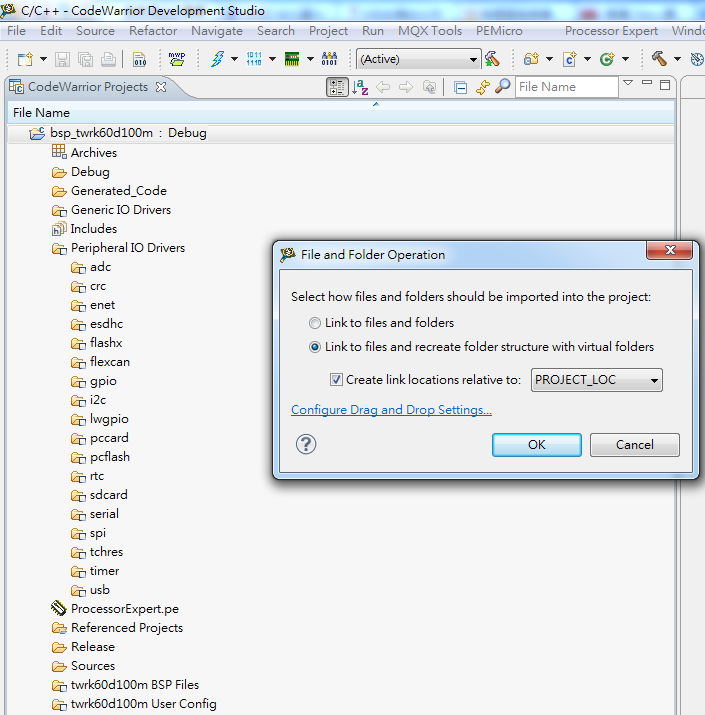 C/C++ - CodeWarrior Development Studio
File Edit Source Refactor Navigate Search Project Run MQX Tools PEMicro Processor Expert Windo
(Active)
CodeWarrior Projects
File Name
File Name
bsp_twrk60d100m : Debug
Archives
Debug
Generated_Code
Generic IO Drivers
Includes
Peripheral IO Drivers
adc
crc
enet
esdhc
flashx
flexcan
gpio
i2c
lwgpio
pccard
pcflash
rtc
sdcard
serial
spi
tchres
timer
usb
ProcessorExpert.pe
Referenced Projects
Release
Sources
twrk60d100m BSP Files
twrk60d100m User Config
File and Folder Operation
Select how files and folders should be imported into the project:
Link to files and folders
Link to files and recreate folder structure with virtual folders
Create link locations relative to: PROJECT_LOC
Configure Drag and Drop Settings...
OK Cancel